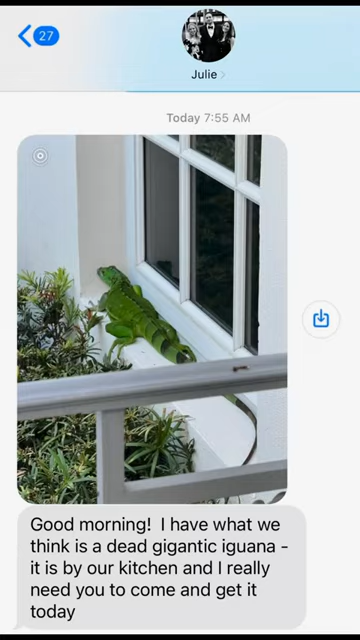 27
Julie
Today 7:55 AM
Good morning!  I have what we
think is a dead gigantic iguana -
it is by our kitchen and I really
need you to come and get it
today